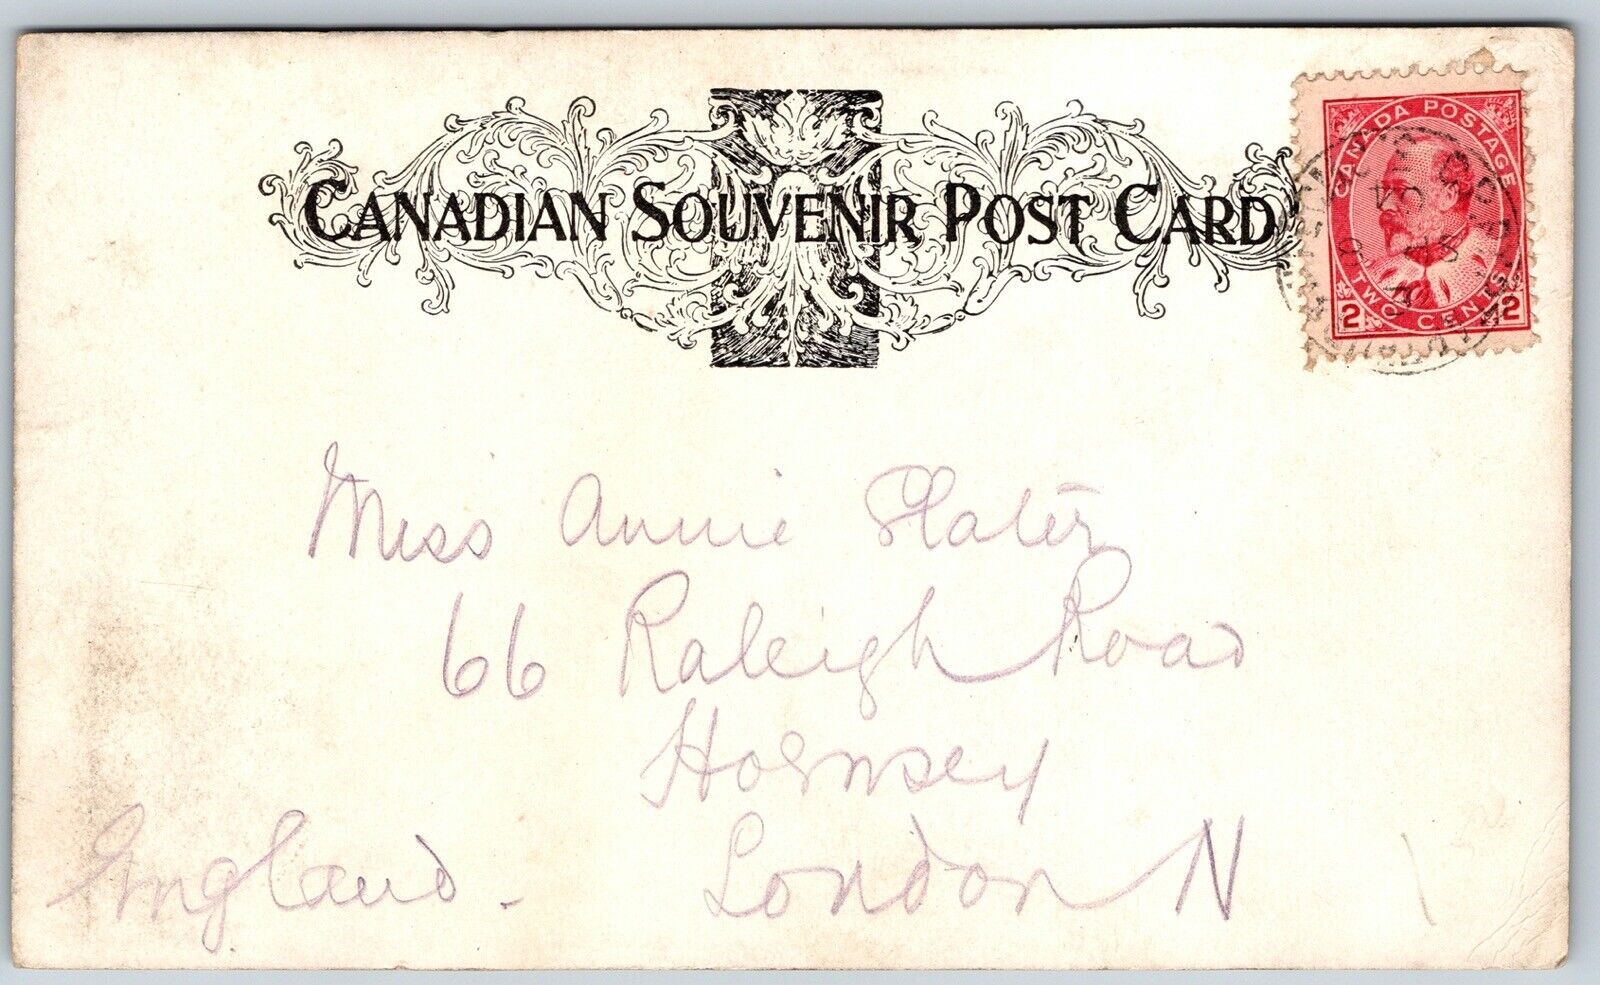 CANADIAN SOUVENIR POST CARD
CANADA POSTAGE
2 TWO CENTS 2
Miss Annie Slater
66 Raleigh Road
Hornsey
London N
England.